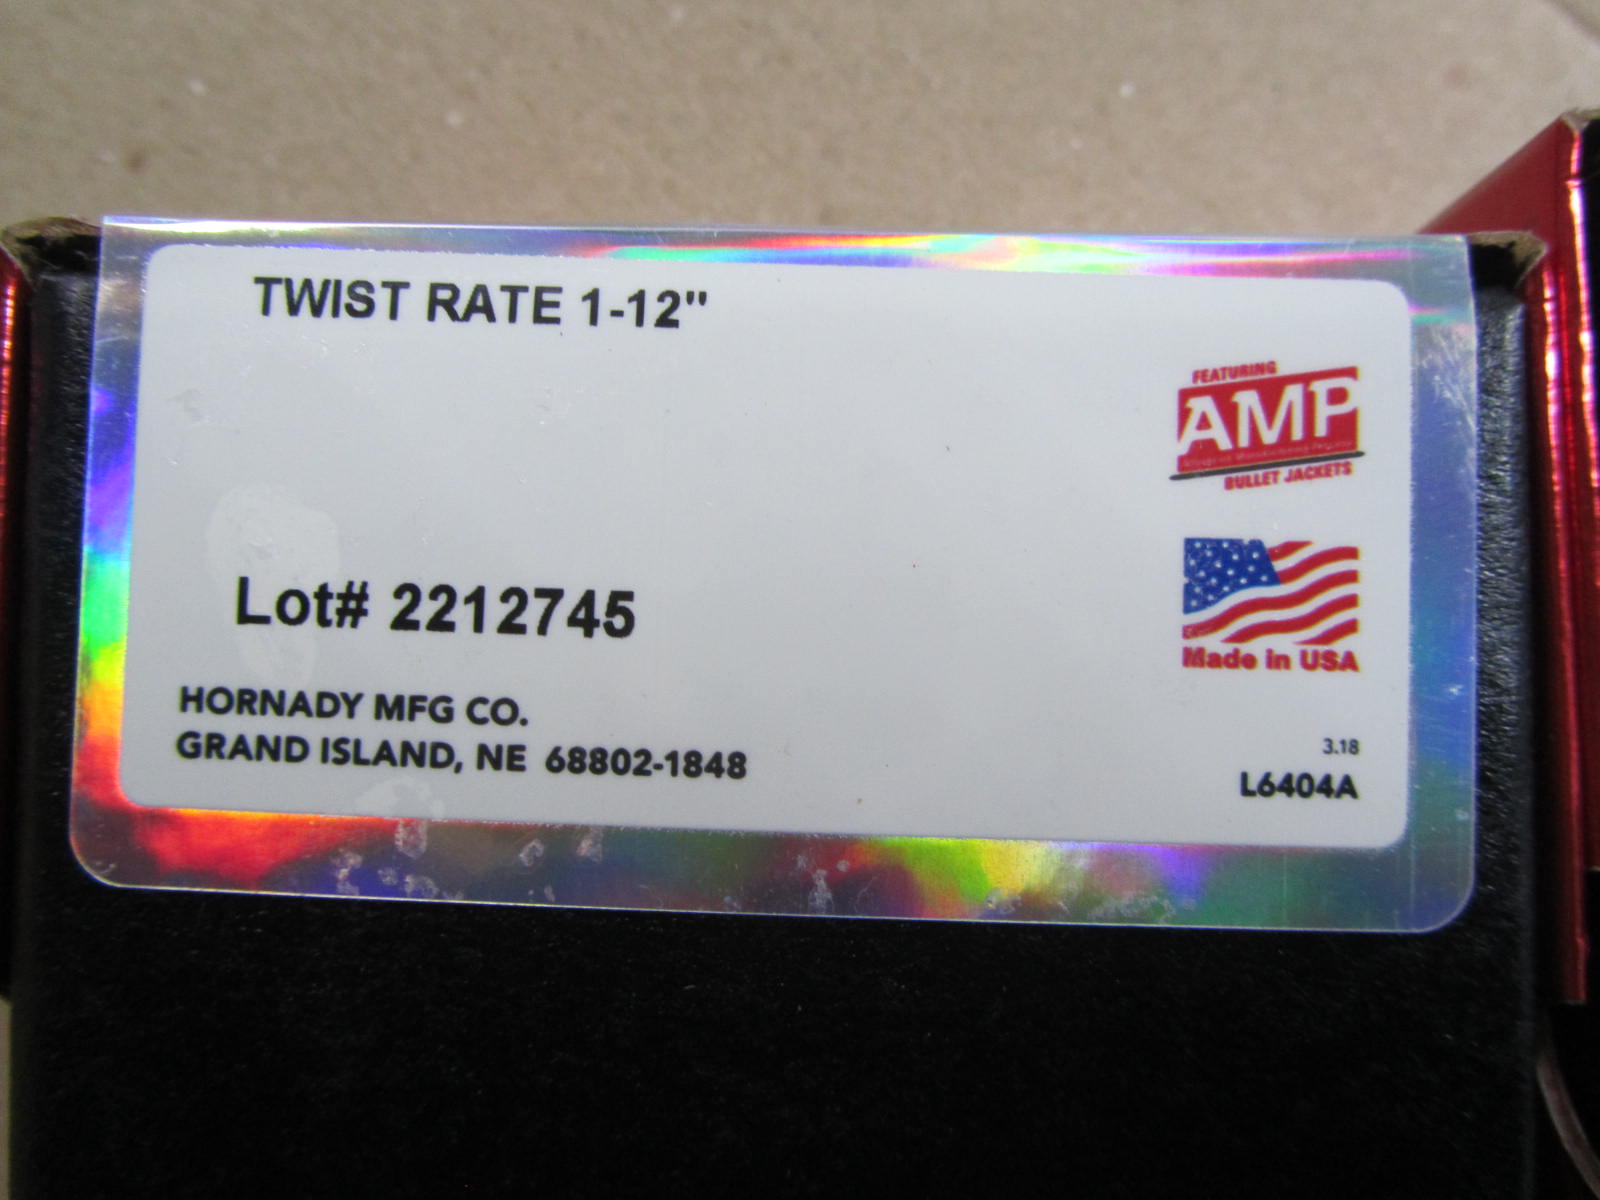 TWIST RATE 1-12"
FEATURING
AMP
BULLET JACKETS
Lot# 2212745
Made in USA
HORNADY MFG CO.
GRAND ISLAND, NE 68802-1848
3.18
L6404A